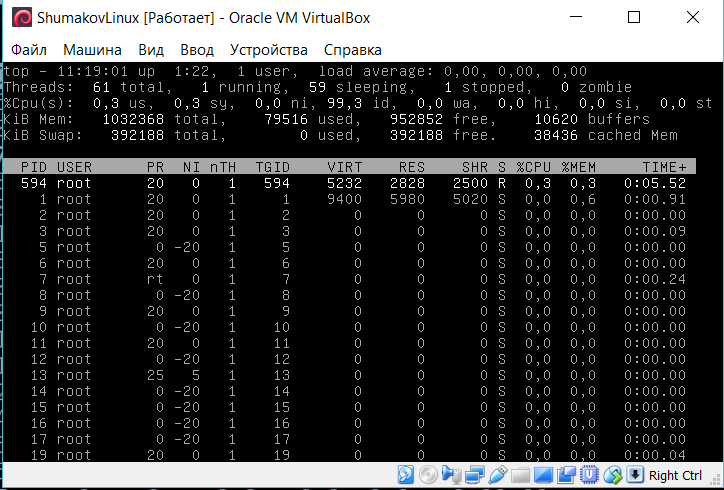 ShumakovLinux [Работает] - Oracle VM VirtualBox
Файл Машина Вид Ввод Устройства Справка
top - 11:19:01 up  1:22,  1 user,  load average: 0,00, 0,00, 0,00
Threads:  61 total,   1 running,  59 sleeping,   1 stopped,   0 zombie
%Cpu(s):  0,3 us,  0,3 sy,  0,0 ni, 99,3 id,  0,0 wa,  0,0 hi,  0,0 si,  0,0 st
KiB Mem:   1032368 total,    79516 used,   952852 free,    10620 buffers
KiB Swap:   392188 total,        0 used,   392188 free.    38436 cached Mem
PID USER PR NI nTH TGID VIRT RES SHR S %CPU %MEM TIME+
594 root 20 0 1 594 5232 2828 2500 R 0,3 0,3 0:05.52
1 root 20 0 1 1 9400 5980 5020 S 0,0 0,6 0:00.91
2 root 20 0 1 2 0 0 0 S 0,0 0,0 0:00.00
3 root 20 0 1 3 0 0 0 S 0,0 0,0 0:00.09
5 root 0 -20 1 5 0 0 0 S 0,0 0,0 0:00.00
6 root 20 0 1 6 0 0 0 S 0,0 0,0 0:00.00
7 root rt 0 1 7 0 0 0 S 0,0 0,0 0:00.24
8 root 0 -20 1 8 0 0 0 S 0,0 0,0 0:00.00
9 root 20 0 1 9 0 0 0 S 0,0 0,0 0:00.00
10 root 0 -20 1 10 0 0 0 S 0,0 0,0 0:00.00
11 root 20 0 1 11 0 0 0 S 0,0 0,0 0:00.00
12 root 0 -20 1 12 0 0 0 S 0,0 0,0 0:00.00
13 root 25 5 1 13 0 0 0 S 0,0 0,0 0:00.00
14 root 0 -20 1 14 0 0 0 S 0,0 0,0 0:00.00
15 root 0 -20 1 15 0 0 0 S 0,0 0,0 0:00.00
16 root 0 -20 1 16 0 0 0 S 0,0 0,0 0:00.00
17 root 0 -20 1 17 0 0 0 S 0,0 0,0 0:00.00
19 root 20 0 1 19 0 0 0 S 0,0 0,0 0:00.04
Right Ctrl